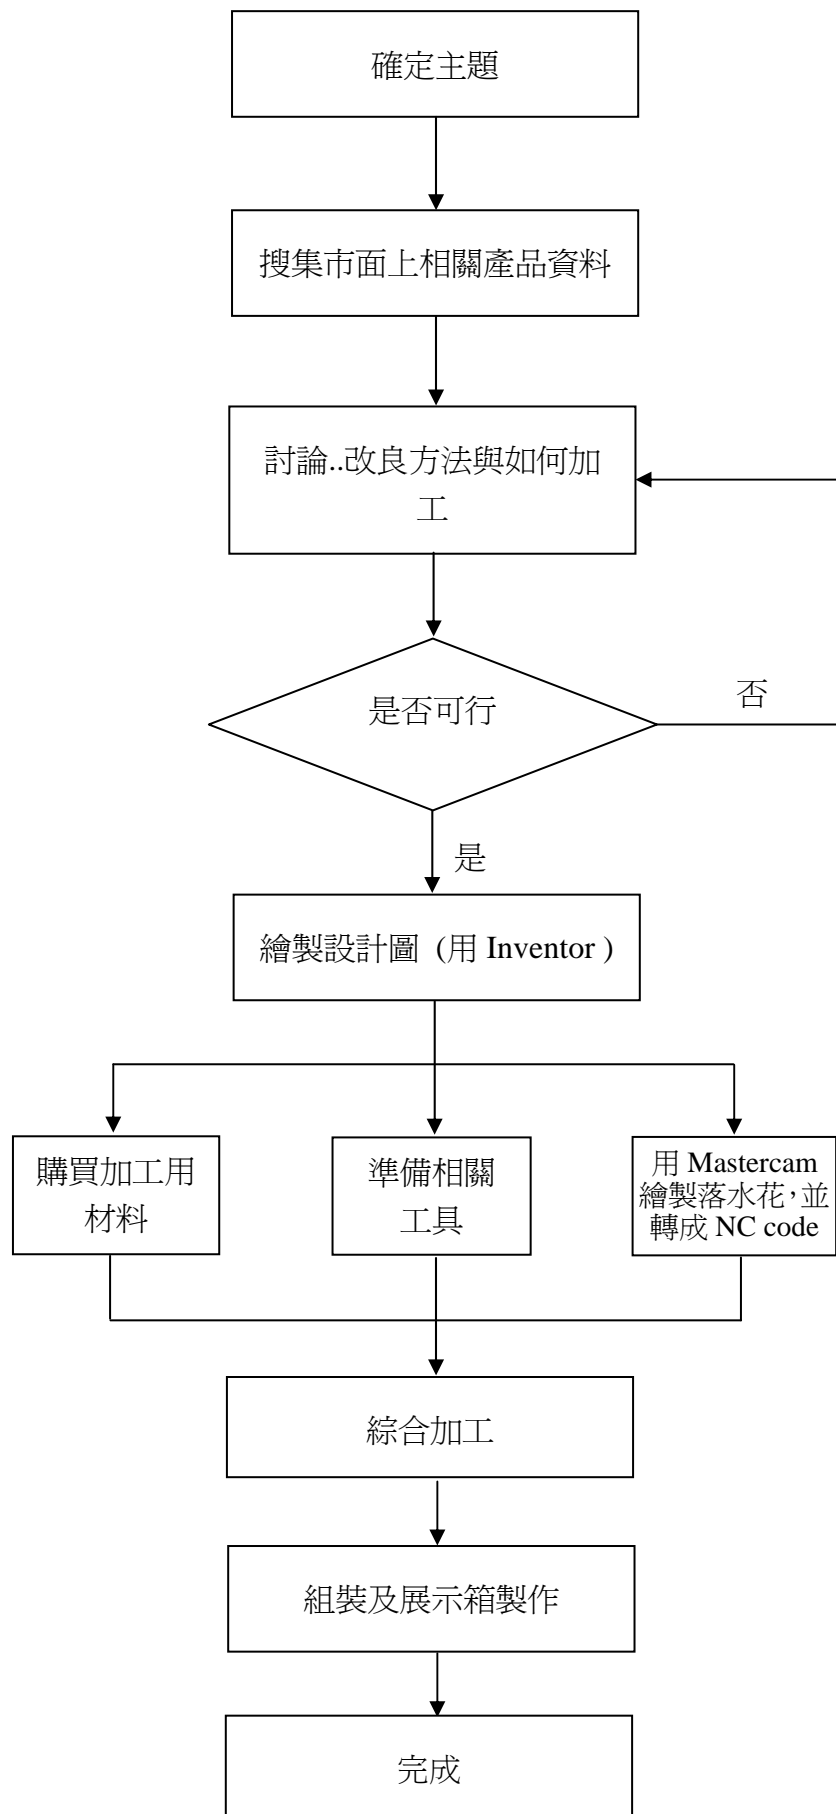 確定主題
搜集市面上相關產品資料
討論..改良方法與如何加
工
是否可行
否
是
繪製設計圖 (用 Inventor )
購買加工用
材料
準備相關
工具
用 Mastercam
繪製落水花，並
轉成 NC code
綜合加工
組裝及展示箱製作
完成